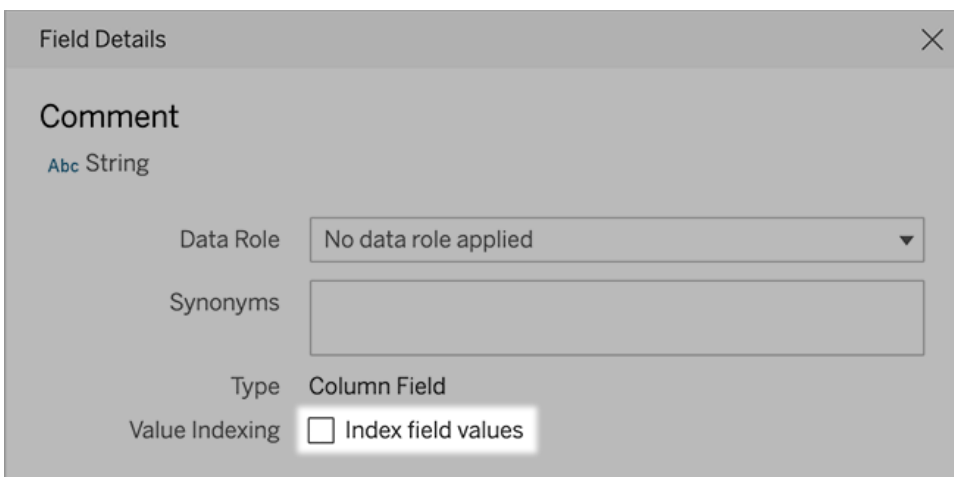 Field Details
Comment
Abc String
Data Role No data role applied
Synonyms
Type Column Field
Value Indexing Index field values